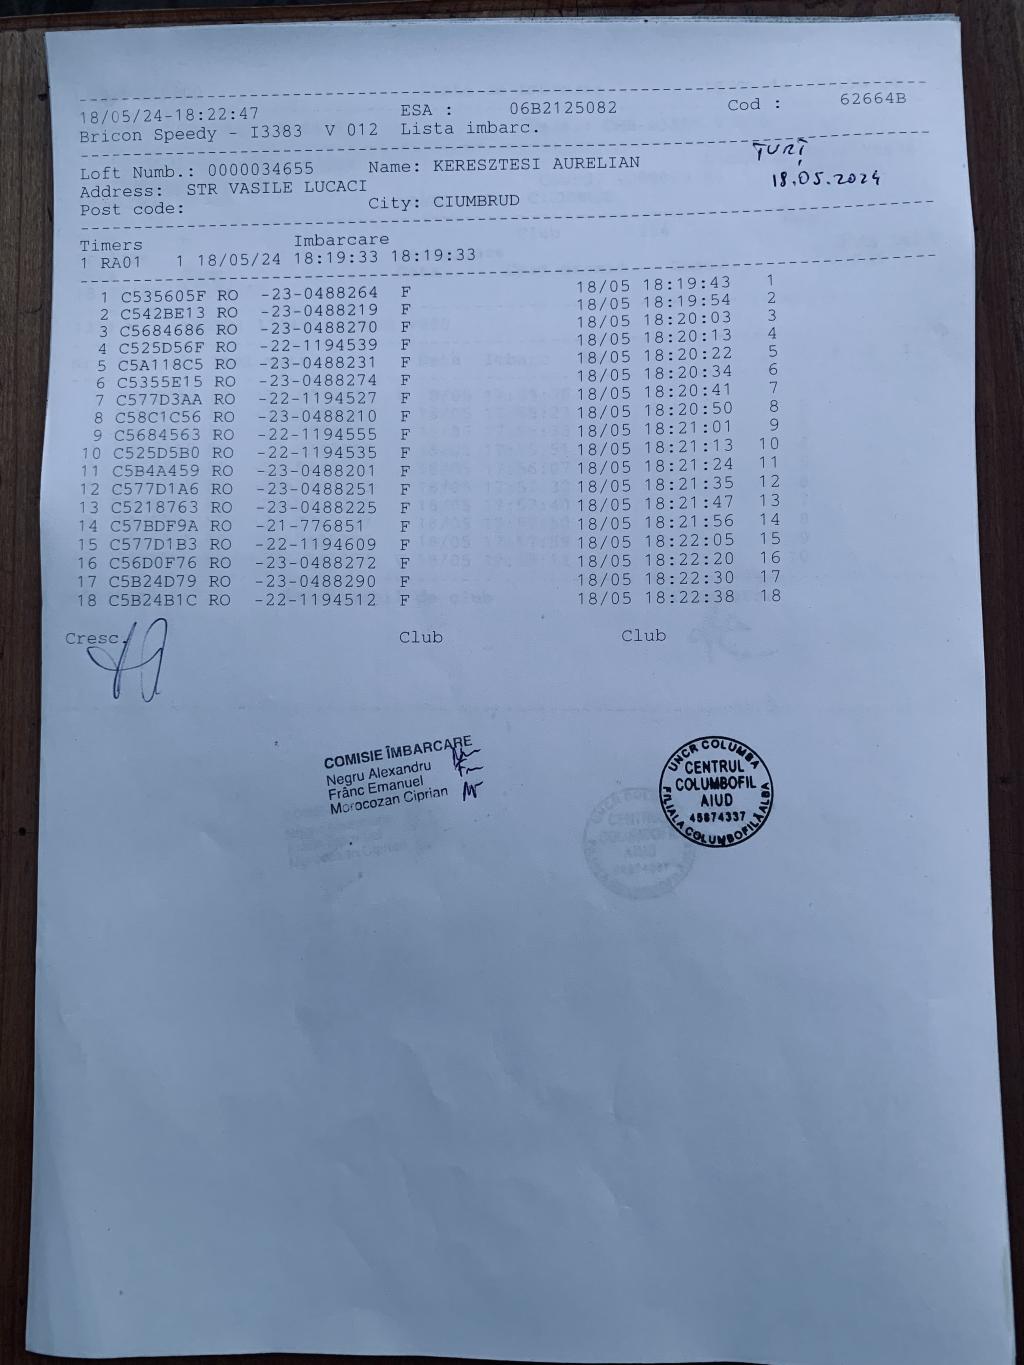 18/05/24-18:22:47 ESA : 06B2125082 Cod : 62664B
Bricon Speedy - I3383 V 012 Lista imbarc.
Loft Numb.: 0000034655 Name: KERESZTESI AURELIAN
Address: STR VASILE LUCACI
Post code: City: CIUMBRUD
ȚURȚ
18.05.2024
Timers Imbarcare
1 RA01 1 18/05/24 18:19:33 18:19:33
1 C535605F RO -23-0488264 F 18/05 18:19:43 1
2 C542BE13 RO -23-0488219 F 18/05 18:19:54 2
3 C5684686 RO -23-0488270 F 18/05 18:20:03 3
4 C525D56F RO -22-1194539 F 18/05 18:20:13 4
5 C5A118C5 RO -23-0488231 F 18/05 18:20:22 5
6 C5355E15 RO -23-0488274 F 18/05 18:20:34 6
7 C577D3AA RO -22-1194527 F 18/05 18:20:41 7
8 C58C1C56 RO -23-0488210 F 18/05 18:20:50 8
9 C5684563 RO -22-1194555 F 18/05 18:21:01 9
10 C525D5B0 RO -22-1194535 F 18/05 18:21:13 10
11 C5B4A459 RO -23-0488201 F 18/05 18:21:24 11
12 C577D1A6 RO -23-0488251 F 18/05 18:21:35 12
13 C5218763 RO -23-0488225 F 18/05 18:21:47 13
14 C57BDF9A RO -21-776851 F 18/05 18:21:56 14
15 C577D1B3 RO -22-1194609 F 18/05 18:22:05 15
16 C56D0F76 RO -23-0488272 F 18/05 18:22:20 16
17 C5B24D79 RO -23-0488290 F 18/05 18:22:30 17
18 C5B24B1C RO -22-1194512 F 18/05 18:22:38 18
Cresc. Club Club
COMISIE ÎMBARCARE
Negru Alexandru
Frânc Emanuel
Morocozan Ciprian
UNCR COLUMBA
CENTRUL
COLUMBOFIL
AIUD
45874337
FILIALA COLUMBOFILĂ ALBA